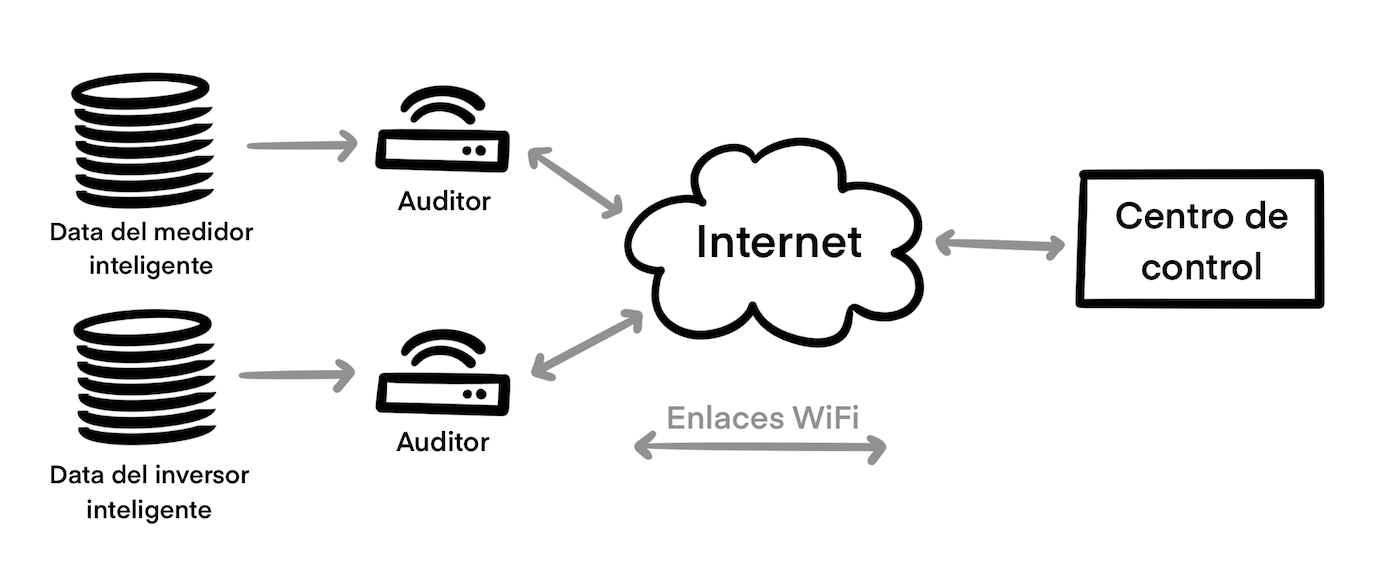 Data del medidor
inteligente
Auditor
Internet
Centro de
control
Data del inversor
inteligente
Auditor
Enlaces WiFi